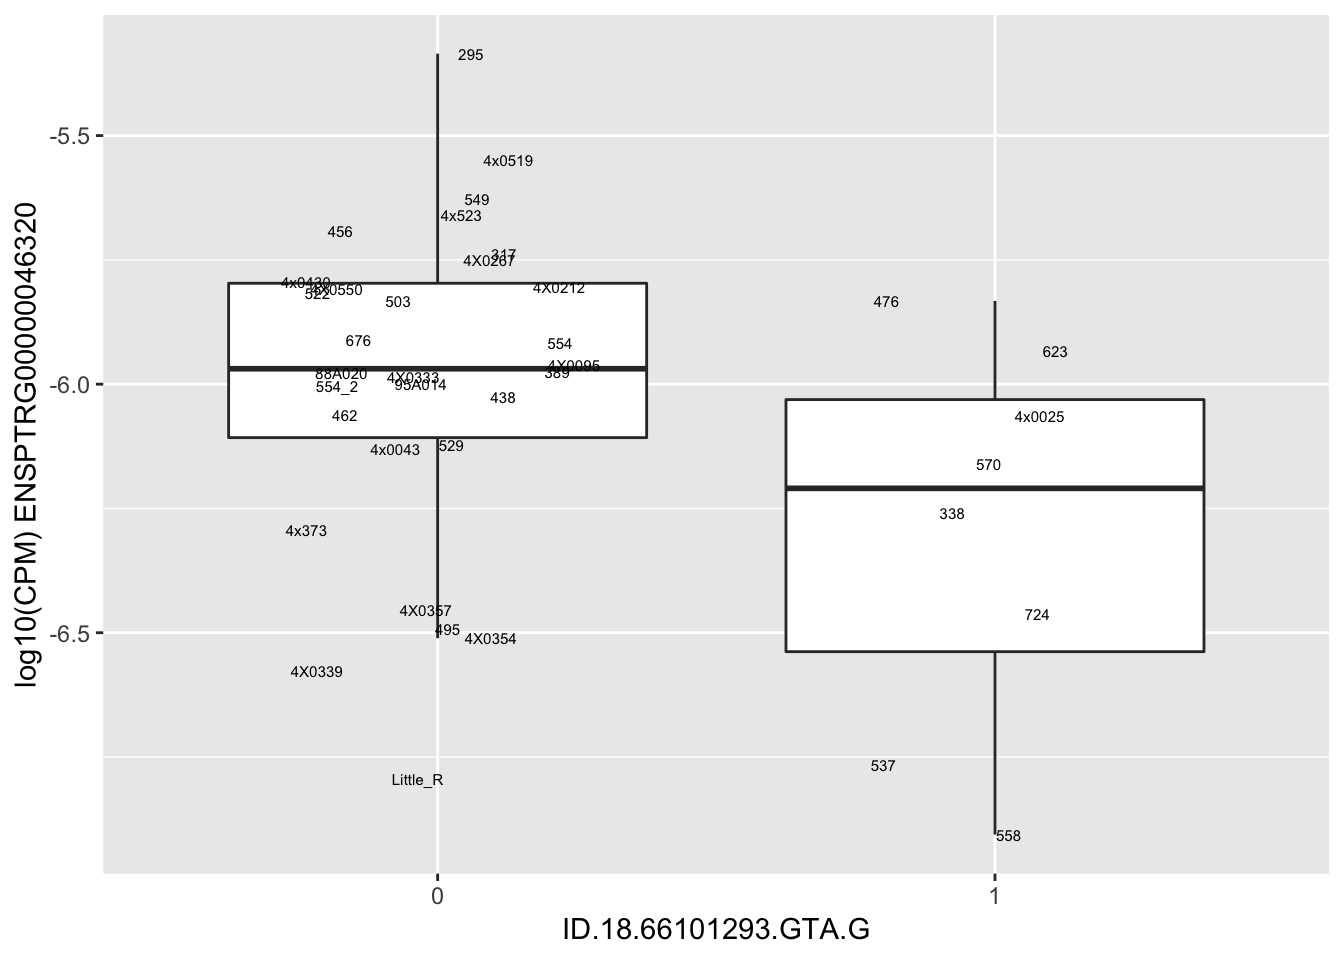 295
-5.5
4x0519
549
4x523
456
317
4X0267
4x0430
4X0550
522
503
4X0212
476
676
554
623
4X0095
389
88A020
4X0333
95A014
554_2
-6.0
438
462
4x0025
4x0043
529
570
338
4x373
4X0357
724
495
4X0354
-6.5
4X0339
537
Little_R
558
0
1
ID.18.66101293.GTA.G
log10(CPM) ENSPTRG00000046320